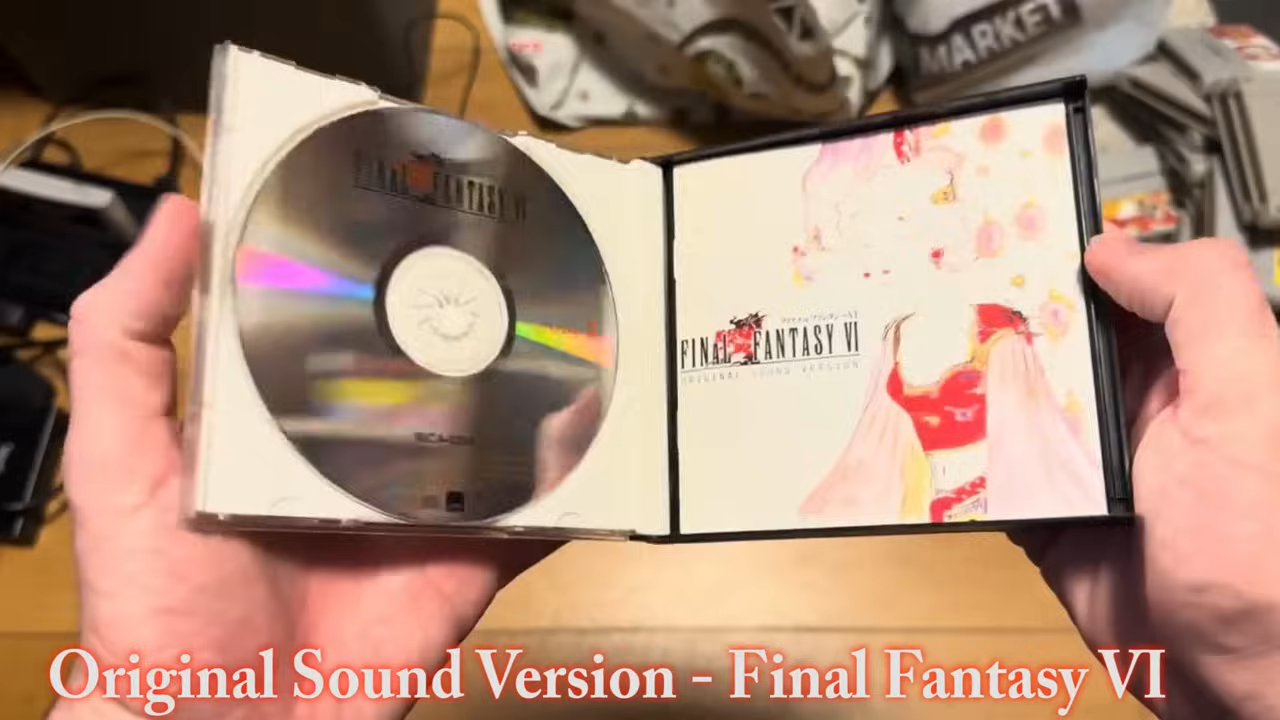 MARKET
FINAL FANTASY VI
FINAL FANTASY VI
ORIGINAL SOUND VERSION
Original Sound Version - Final Fantasy VI